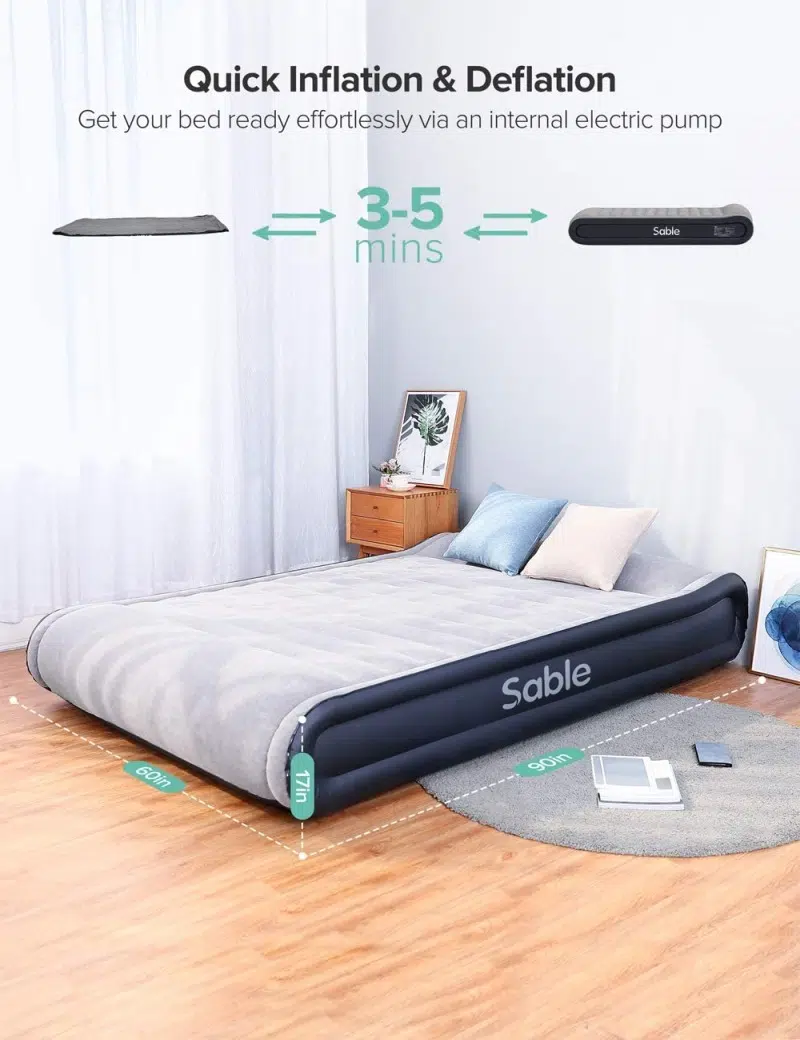 Quick Inflation & Deflation
Get your bed ready effortlessly via an internal electric pump
3-5
mins
Sable
Sable
60in
17in
90in